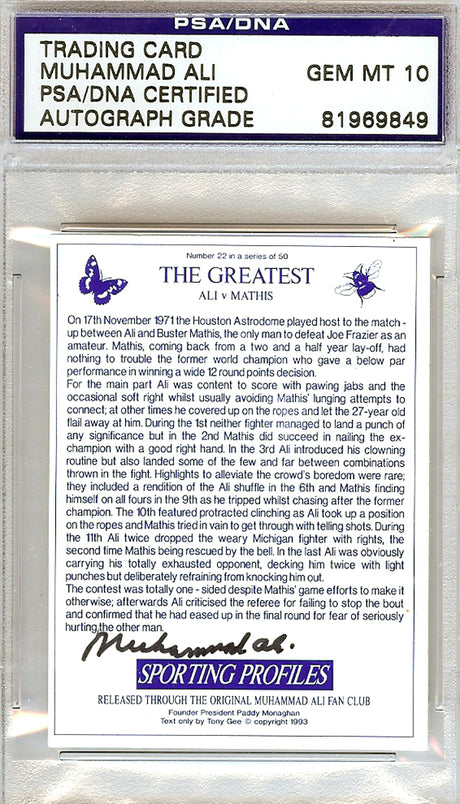 PSA/DNA
TRADING CARD
MUHAMMAD ALI GEM MT 10
PSA/DNA CERTIFIED
AUTOGRAPH GRADE 81969849
Number 22 in a series of 50
THE GREATEST
ALI v MATHIS
On 17th November 1971 the Houston Astrodome played host to the match -
up between Ali and Buster Mathis, the only man to defeat Joe Frazier as an
amateur. Mathis, coming back from a two and a half year lay-off, had
nothing to trouble the former world champion who gave a below par
performance in winning a wide 12 round points decision.
For the main part Ali was content to score with pawing jabs and the
occasional soft right whilst usually avoiding Mathis' lunging attempts to
connect; at other times he covered up on the ropes and let the 27-year old
flail away at him. During the 1st neither fighter managed to land a punch of
any significance but in the 2nd Mathis did succeed in nailing the ex-
champion with a good right hand. In the 3rd Ali introduced his clowning
routine but also landed some of the few and far between combinations
thrown in the fight. Highlights to alleviate the crowd's boredom were rare;
they included a rendition of the Ali shuffle in the 6th and Mathis finding
himself on all fours in the 9th as he tripped whilst chasing after the former
champion. The 10th featured protracted clinching as Ali took up a position
on the ropes and Mathis tried in vain to get through with telling shots. During
the 11th Ali twice dropped the weary Michigan fighter with rights, the
second time Mathis being rescued by the bell. In the last Ali was obviously
carrying his totally exhausted opponent, decking him twice with light
punches but deliberately refraining from knocking him out.
The contest was totally one - sided despite Mathis' game efforts to make it
otherwise; afterwards Ali criticised the referee for failing to stop the bout
and confirmed that he had eased up in the final round for fear of seriously
hurting the other man.
Muhammad Ali
SPORTING PROFILES
RELEASED THROUGH THE ORIGINAL MUHAMMAD ALI FAN CLUB
Founder President Paddy Monaghan
Text only by Tony Gee © copyright 1993